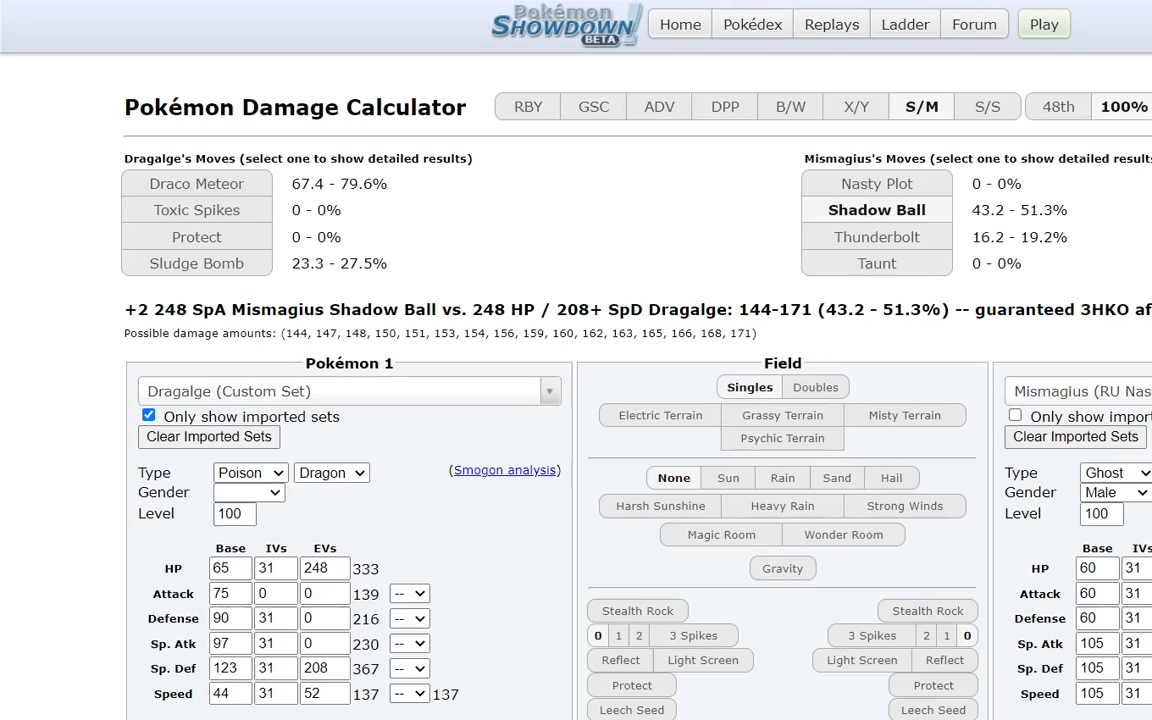 Pokémon SHOWDOWN! BETA Home Pokédex Replays Ladder Forum Play
Pokémon Damage Calculator RBY GSC ADV DPP B/W X/Y S/M S/S 48th 100%
Dragalge's Moves (select one to show detailed results)
Draco Meteor 67.4 - 79.6%
Toxic Spikes 0 - 0%
Protect 0 - 0%
Sludge Bomb 23.3 - 27.5%
Mismagius's Moves (select one to show detailed results
Nasty Plot 0 - 0%
Shadow Ball 43.2 - 51.3%
Thunderbolt 16.2 - 19.2%
Taunt 0 - 0%
+2 248 SpA Mismagius Shadow Ball vs. 248 HP / 208+ SpD Dragalge: 144-171 (43.2 - 51.3%) -- guaranteed 3HKO af
Possible damage amounts: (144, 147, 148, 150, 151, 153, 154, 156, 159, 160, 162, 163, 165, 166, 168, 171)
Pokémon 1
Dragalge (Custom Set)
Only show imported sets
Clear Imported Sets
Type Poison Dragon (Smogon analysis)
Gender
Level 100
Base IVs EVs
HP 65 31 248 333
Attack 75 0 0 139 --
Defense 90 31 0 216 --
Sp. Atk 97 31 0 230 --
Sp. Def 123 31 208 367 --
Speed 44 31 52 137 -- 137
Field
Singles Doubles
Electric Terrain Grassy Terrain Misty Terrain
Psychic Terrain
None Sun Rain Sand Hail
Harsh Sunshine Heavy Rain Strong Winds
Magic Room Wonder Room
Gravity
Stealth Rock Stealth Rock
0 1 2 3 Spikes 3 Spikes 2 1 0
Reflect Light Screen Light Screen Reflect
Protect Protect
Leech Seed Leech Seed
Mismagius (RU Nas
Only show import
Clear Imported Sets
Type Ghost
Gender Male
Level 100
Base IVs
HP 60 31
Attack 60 31
Defense 60 31
Sp. Atk 105 31
Sp. Def 105 31
Speed 105 31